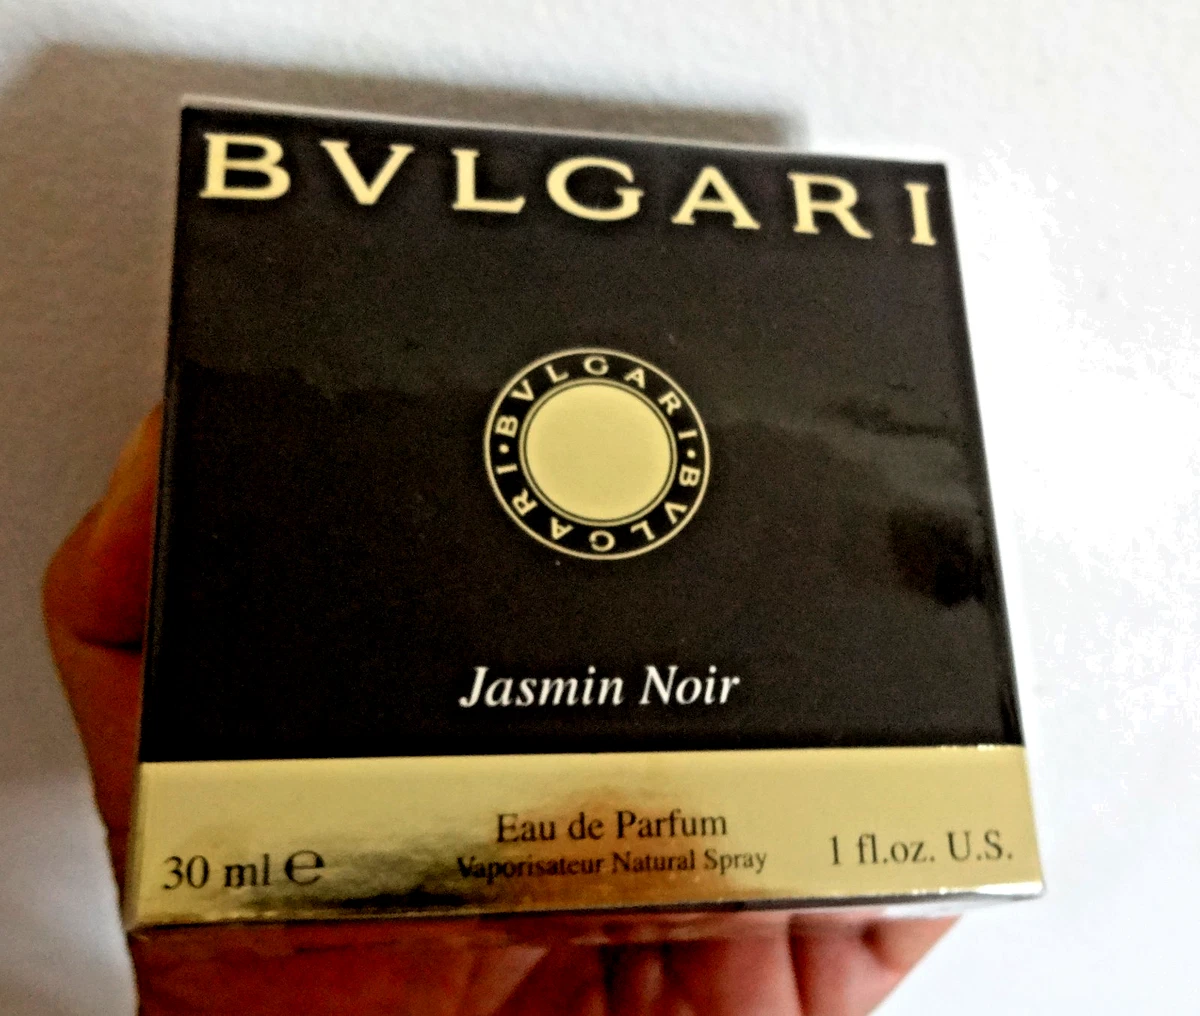 BVLGARI
BVLGARI • BVLGARI •
Jasmin Noir
Eau de Parfum
30 ml ℮ Vaporisateur Natural Spray 1 fl.oz. U.S.